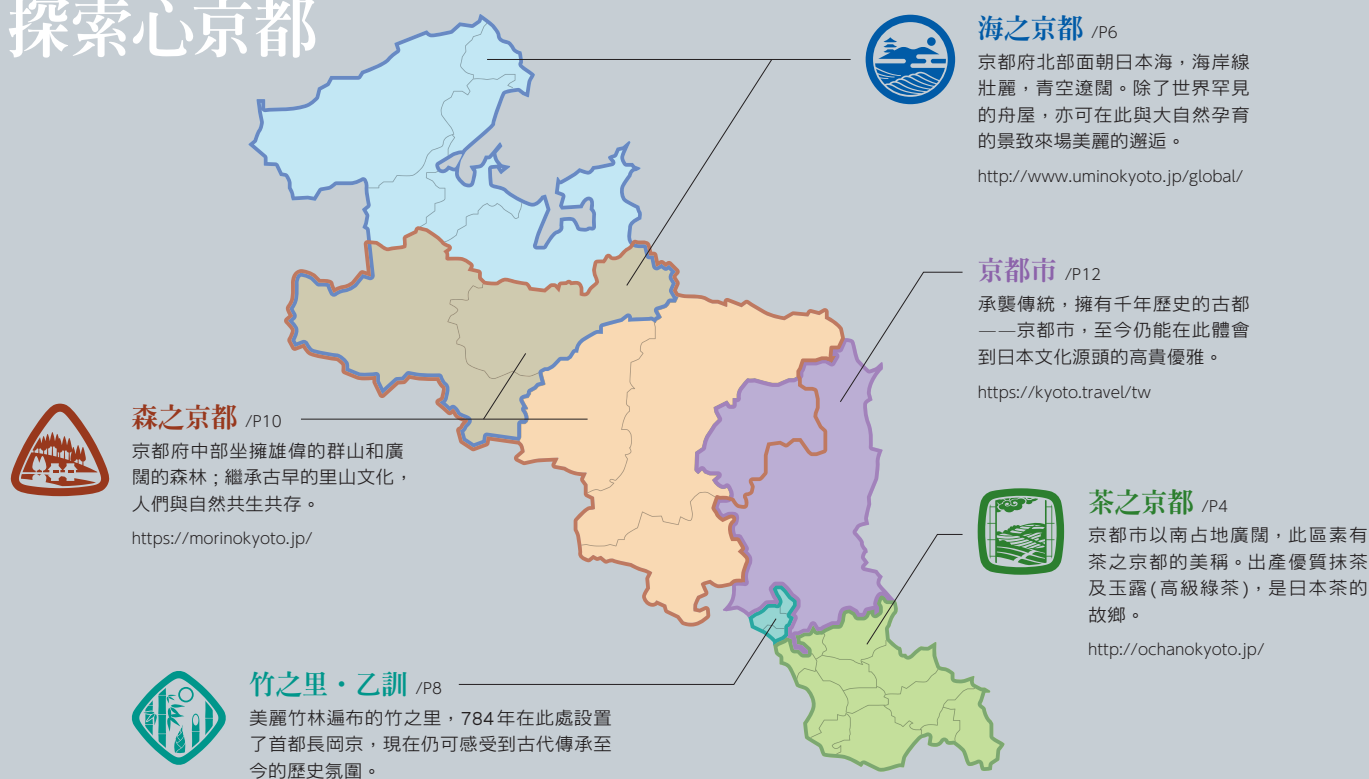 探索心京都
海之京都 /P6
京都府北部面朝日本海，海岸線
壯麗，青空遼闊。除了世界罕見
的舟屋，亦可在此與大自然孕育
的景致來場美麗的邂逅。
http://www.uminokyoto.jp/global/
京都市 /P12
承襲傳統，擁有千年歷史的古都
——京都市，至今仍能在此體會
到日本文化源頭的高貴優雅。
https://kyoto.travel/tw
森之京都 /P10
京都府中部坐擁雄偉的群山和廣
闊的森林；繼承古早的里山文化，
人們與自然共生共存。
https://morinokyoto.jp/
茶之京都 /P4
京都市以南占地廣闊，此區素有
茶之京都的美稱。出產優質抹茶
及玉露(高級綠茶)，是日本茶的
故鄉。
http://ochanokyoto.jp/
竹之里・乙訓 /P8
美麗竹林遍布的竹之里，784年在此處設置
了首都長岡京，現在仍可感受到古代傳承至
今的歷史氛圍。